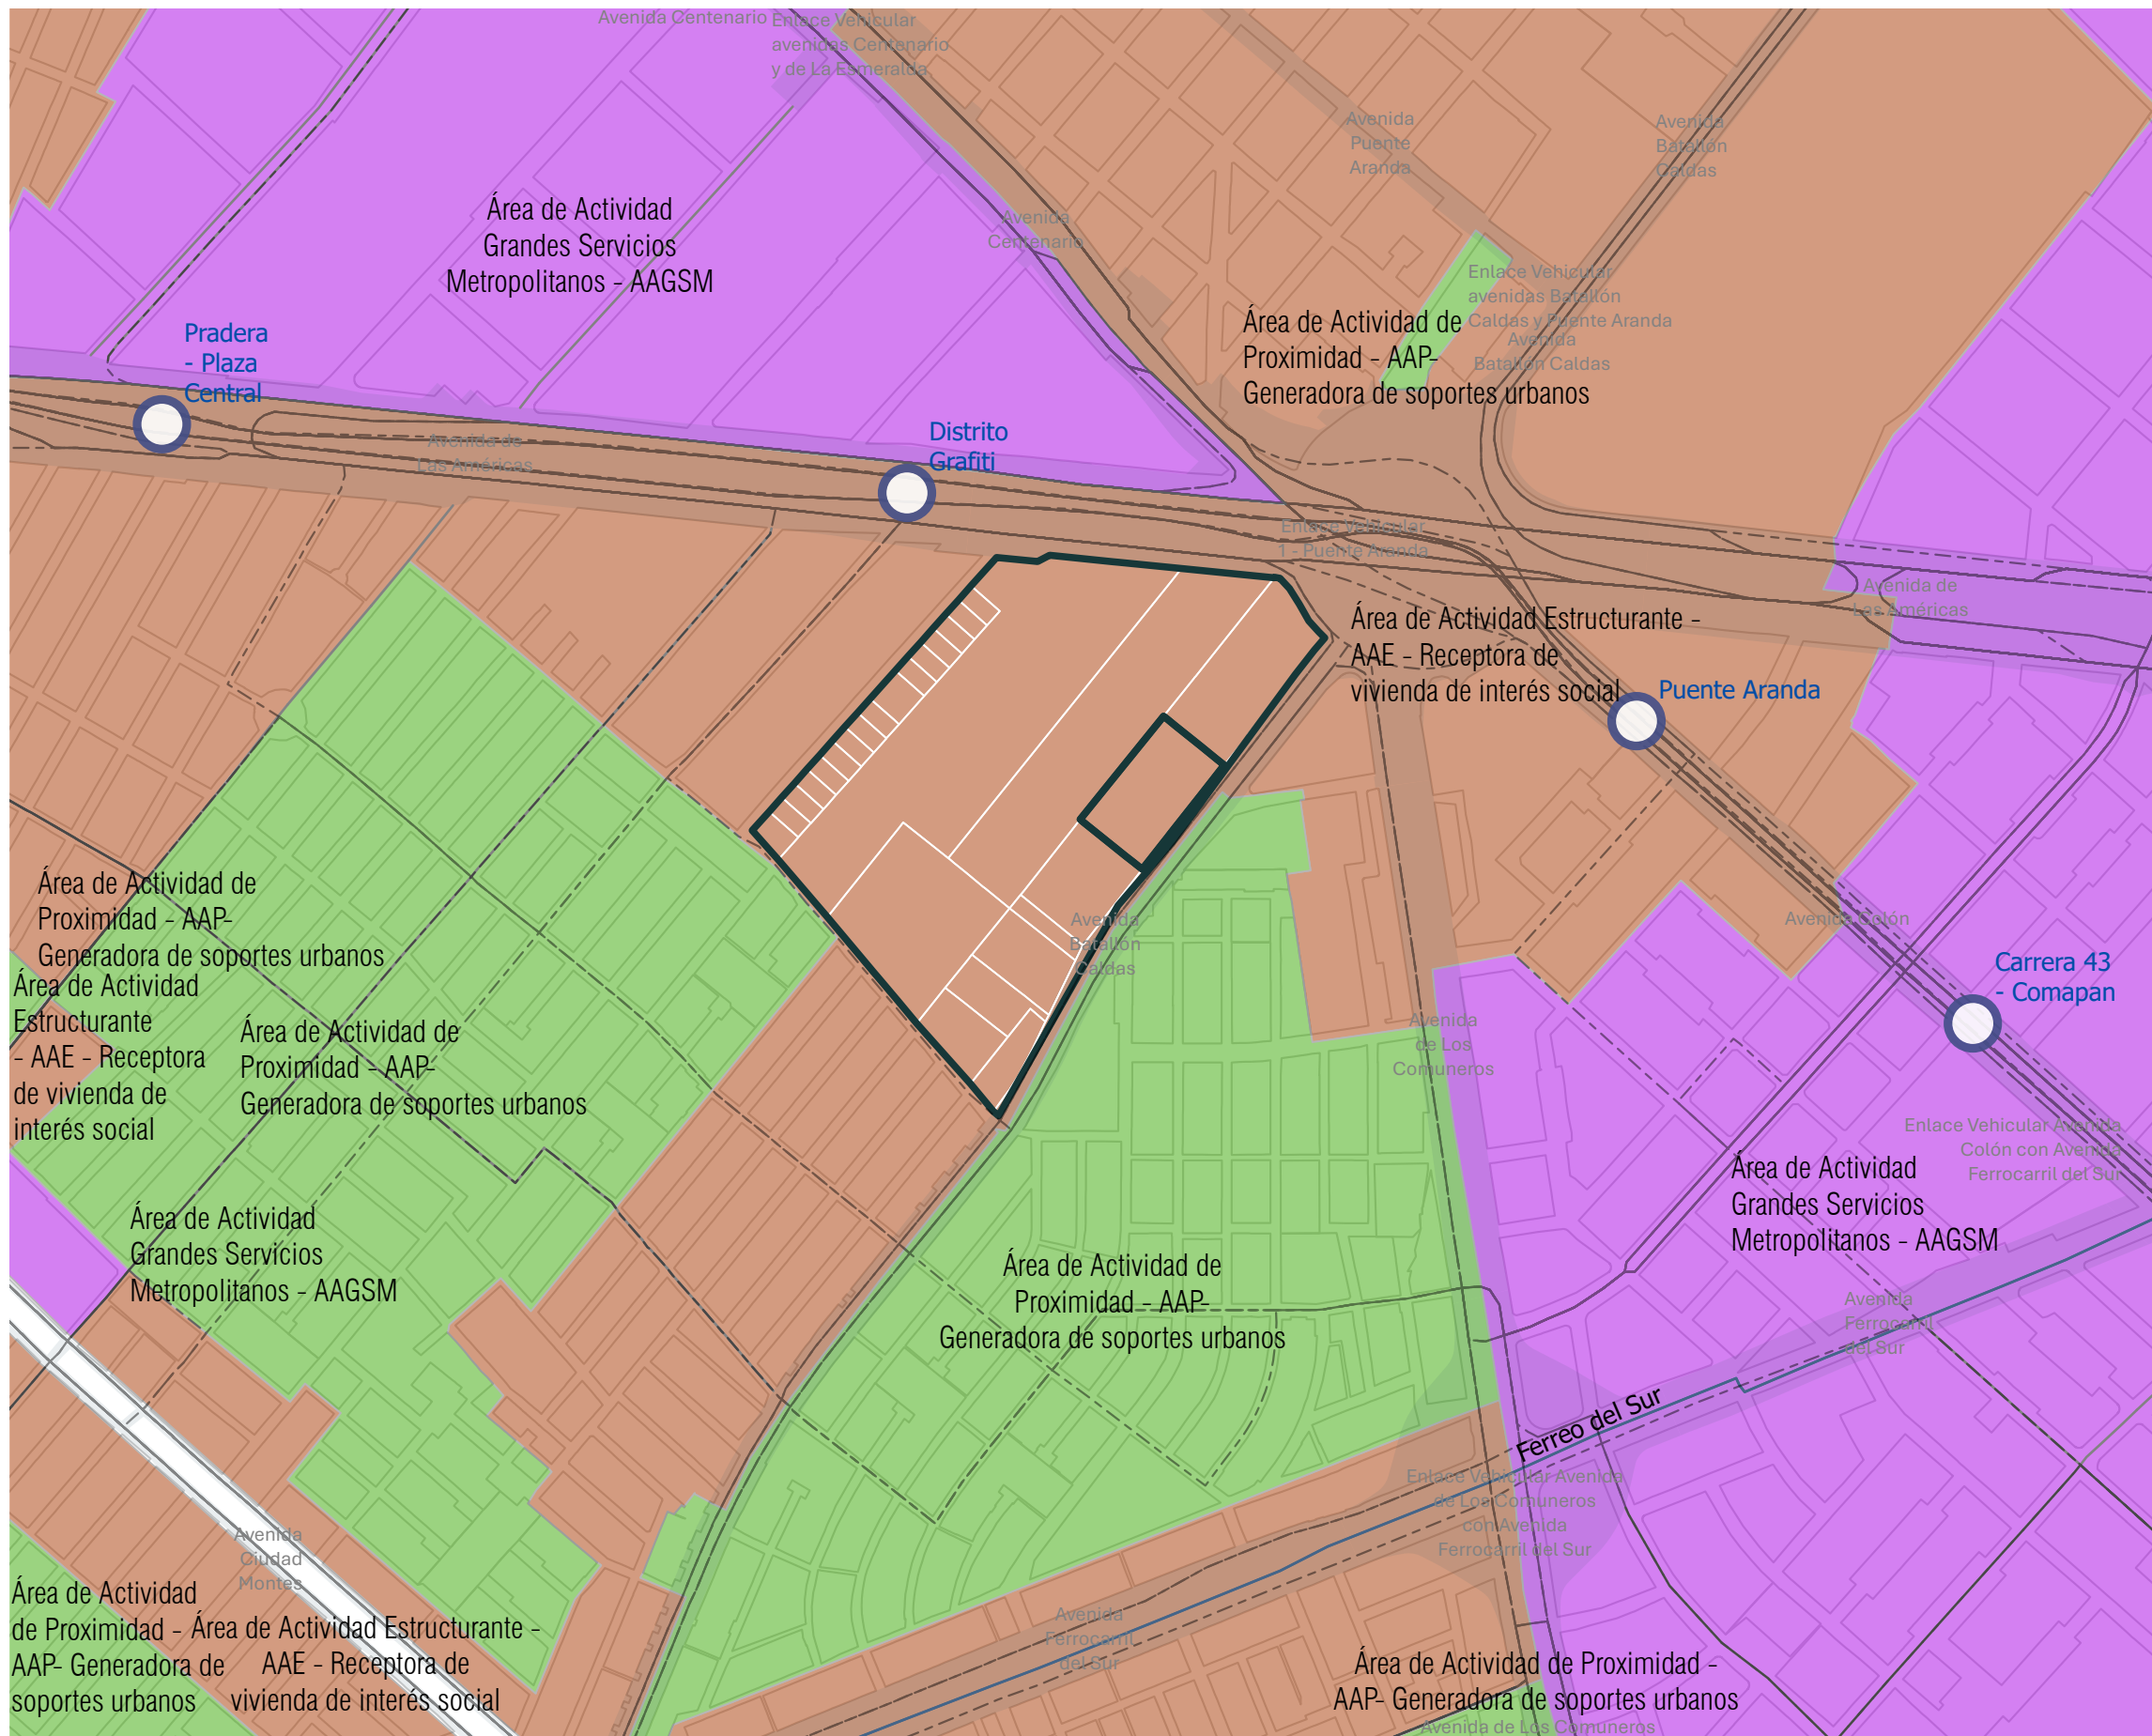 Avenida Centenario
Enlace Vehicular
avenidas Centenario
y de La Esmeralda
Avenida
Puente
Aranda
Avenida
Batallón
Caldas
Área de Actividad
Grandes Servicios
Metropolitanos - AAGSM
Avenida
Centenario
Enlace Vehicular
avenidas Batallón
Caldas y Puente Aranda
Avenida
Batallón Caldas
Área de Actividad de
Proximidad - AAP-
Generadora de soportes urbanos
Pradera
- Plaza
Central
Avenida de
Las Américas
Distrito
Grafiti
Enlace Vehicular
1 - Puente Aranda
Avenida de
Las Américas
Área de Actividad Estructurante -
AAE - Receptora de
vivienda de interés social
Puente Aranda
Área de Actividad de
Proximidad - AAP-
Generadora de soportes urbanos
Avenida
Batallón
Caldas
Avenida Colón
Carrera 43
- Comapan
Área de Actividad
Estructurante
- AAE - Receptora
de vivienda de
interés social
Área de Actividad de
Proximidad - AAP-
Generadora de soportes urbanos
Avenida
de Los
Comuneros
Enlace Vehicular Avenida
Colón con Avenida
Ferrocarril del Sur
Área de Actividad
Grandes Servicios
Metropolitanos - AAGSM
Área de Actividad
Grandes Servicios
Metropolitanos - AAGSM
Área de Actividad de
Proximidad - AAP-
Generadora de soportes urbanos
Avenida
Ferrocarril
del Sur
Ferreo del Sur
Enlace Vehicular Avenida
de Los Comuneros
con Avenida
Ferrocarril del Sur
Avenida
Ciudad
Montes
Área de Actividad
de Proximidad -
AAP- Generadora de
soportes urbanos
Área de Actividad Estructurante -
AAE - Receptora de
vivienda de interés social
Avenida
Ferrocarril
del Sur
Área de Actividad de Proximidad -
AAP- Generadora de soportes urbanos
Avenida de Los Comuneros